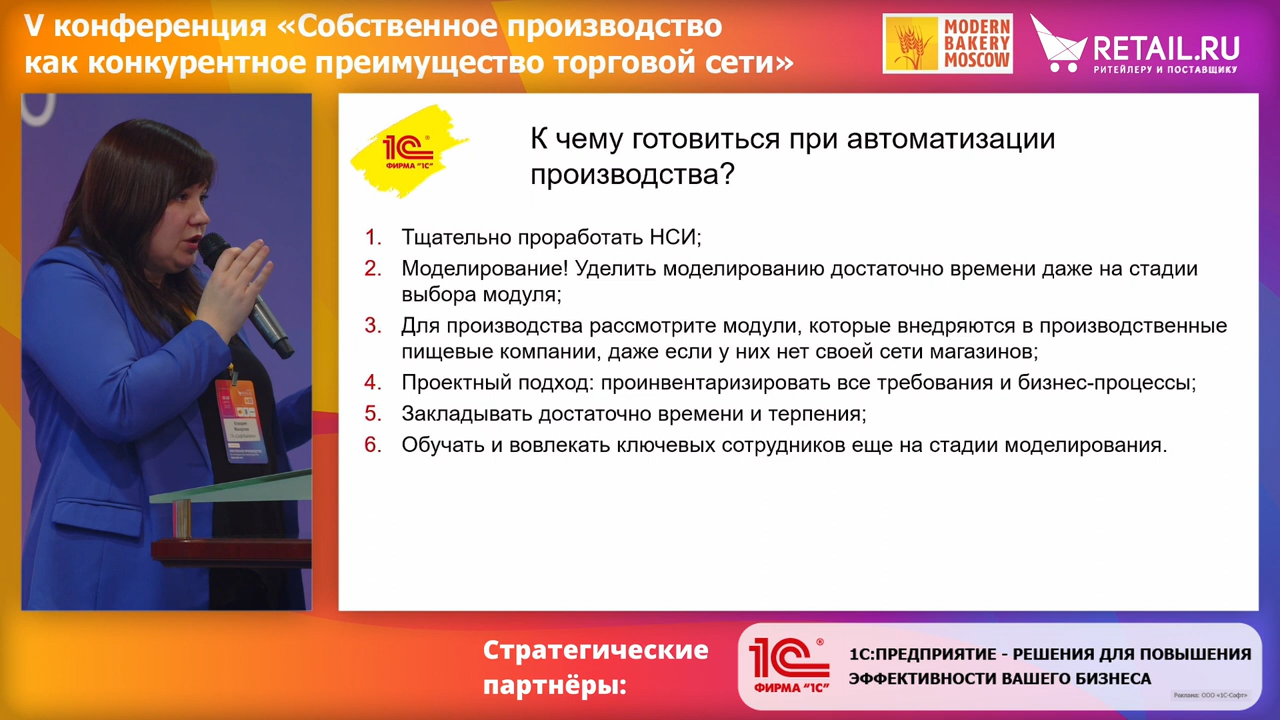 V конференция «Собственное производство
как конкурентное преимущество торговой сети»
MODERN
BAKERY
MOSCOW
RETAIL.RU
РИТЕЙЛЕРУ И ПОСТАВЩИКУ
1С®
ФИРМА "1С"
К чему готовиться при автоматизации
производства?
1. Тщательно проработать НСИ;
2. Моделирование! Уделить моделированию достаточно времени даже на стадии
выбора модуля;
3. Для производства рассмотрите модули, которые внедряются в производственные
пищевые компании, даже если у них нет своей сети магазинов;
4. Проектный подход: проинвентаризировать все требования и бизнес-процессы;
5. Закладывать достаточно времени и терпения;
6. Обучать и вовлекать ключевых сотрудников еще на стадии моделирования.
Стратегические
партнёры:
1С®
ФИРМА "1С"
1С:ПРЕДПРИЯТИЕ - РЕШЕНИЯ ДЛЯ ПОВЫШЕНИЯ
ЭФФЕКТИВНОСТИ ВАШЕГО БИЗНЕСА
Реклама: ООО «1С-Софт»